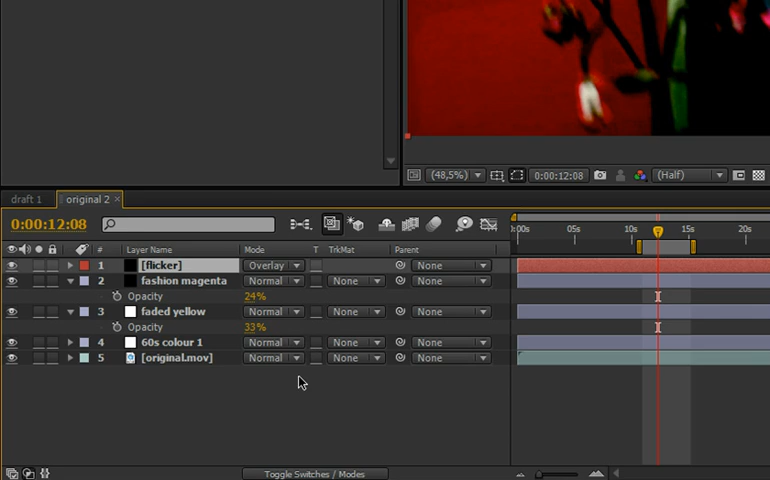 (48,5%) 0:00:12:08 (Half)
draft 1 original 2 ×
0:00:12:08
:00s 05s 10s 15s 20s
# Layer Name Mode T TrkMat Parent
1 [flicker] Overlay None
2 fashion magenta Normal None None
Opacity 24%
3 faded yellow Normal None None
Opacity 33%
4 60s colour 1 Normal None None
5 [original.mov] Normal None None
Toggle Switches / Modes